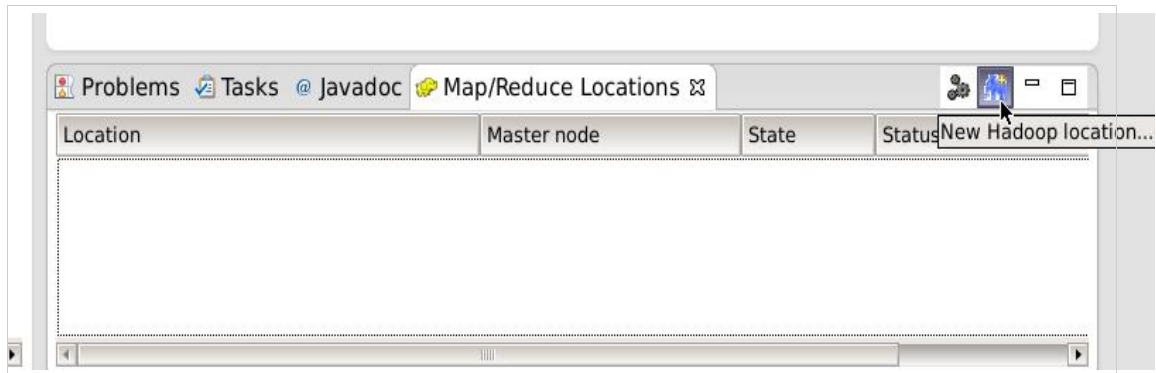 Problems Tasks @ Javadoc Map/Reduce Locations
Location Master node State Status
New Hadoop location...